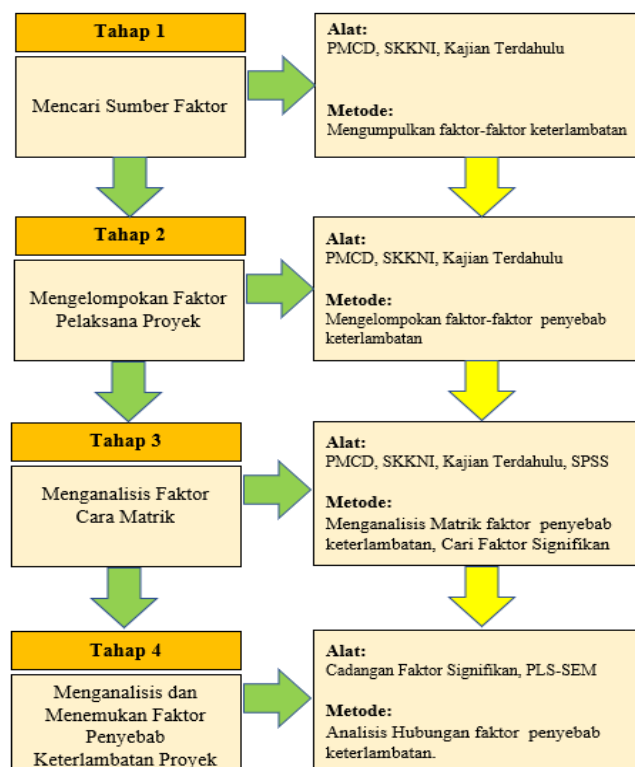 Tahap 1
Mencari Sumber Faktor
Alat:
PMCD, SKKNI, Kajian Terdahulu
Metode:
Mengumpulkan faktor-faktor keterlambatan
Tahap 2
Mengelompokan Faktor
Pelaksana Proyek
Alat:
PMCD, SKKNI, Kajian Terdahulu
Metode:
Mengelompokan faktor-faktor penyebab
keterlambatan
Tahap 3
Menganalisis Faktor
Cara Matrik
Alat:
PMCD, SKKNI, Kajian Terdahulu, SPSS
Metode:
Menganalisis Matrik faktor penyebab
keterlambatan, Cari Faktor Signifikan
Tahap 4
Menganalisis dan
Menemukan Faktor
Penyebab
Keterlambatan Proyek
Alat:
Cadangan Faktor Signifikan, PLS-SEM
Metode:
Analisis Hubungan faktor penyebab
keterlambatan.